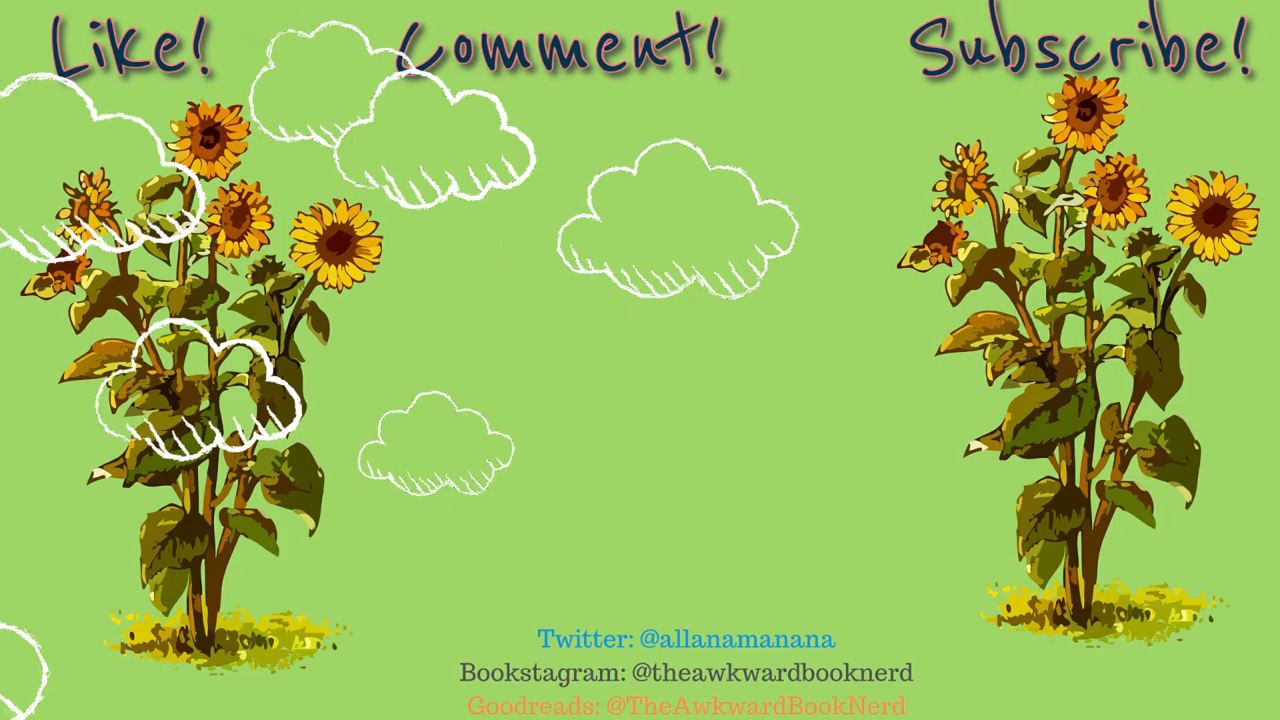 Like! Comment! Subscribe!
Twitter: @allanamanana
Bookstagram: @theawkwardbooknerd
Goodreads: @TheAwkwardBookNerd